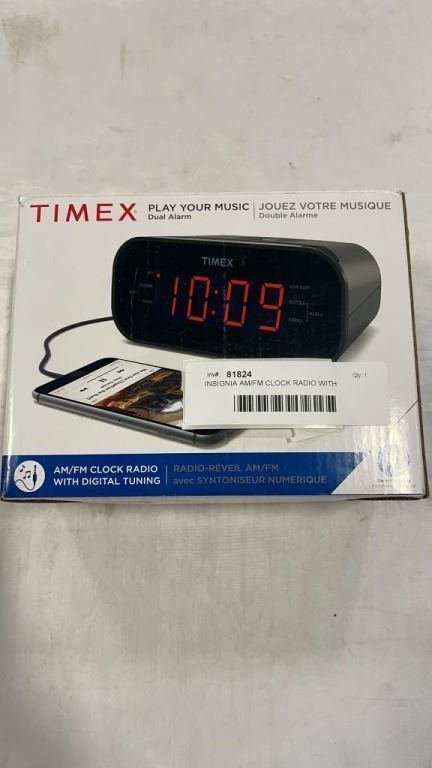 TIMEX
PLAY YOUR MUSIC
Dual Alarm
JOUEZ VOTRE MUSIQUE
Double Alarme
TIMEX
10:09
Inv#: 81824
Qty: 1
INSIGNIA AM/FM CLOCK RADIO WITH
AM/FM CLOCK RADIO
WITH DIGITAL TUNING
RADIO-RÉVEIL AM/FM
avec SYNTONISEUR NUMERIQUE